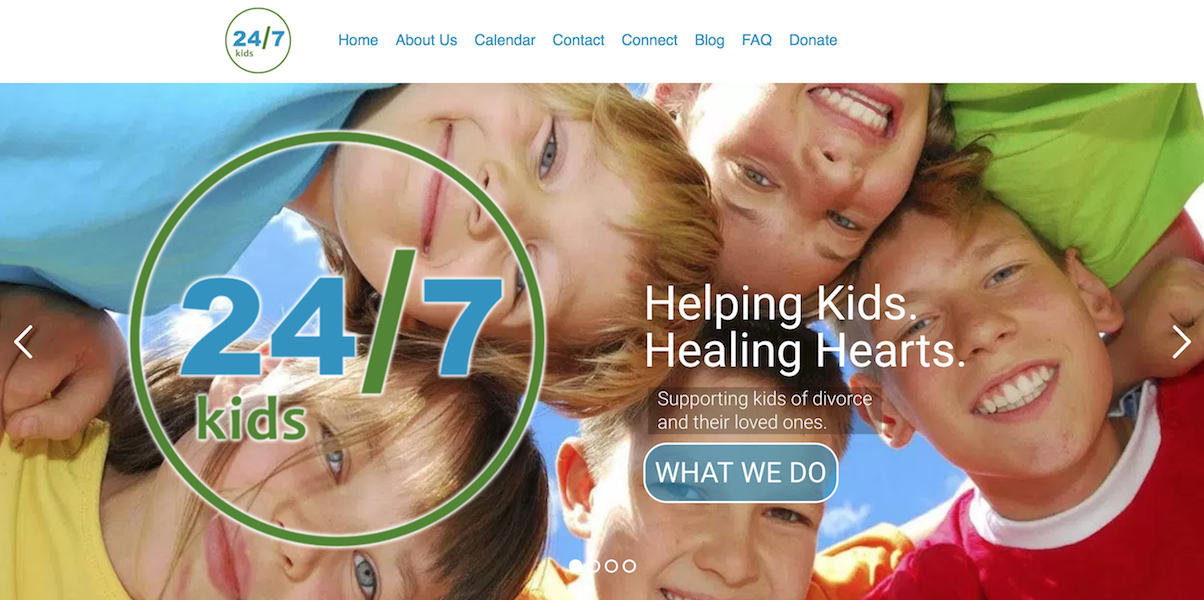 24/7
kids
Home About Us Calendar Contact Connect Blog FAQ Donate
24/7
kids
Helping Kids.
Healing Hearts.
Supporting kids of divorce
and their loved ones.
WHAT WE DO